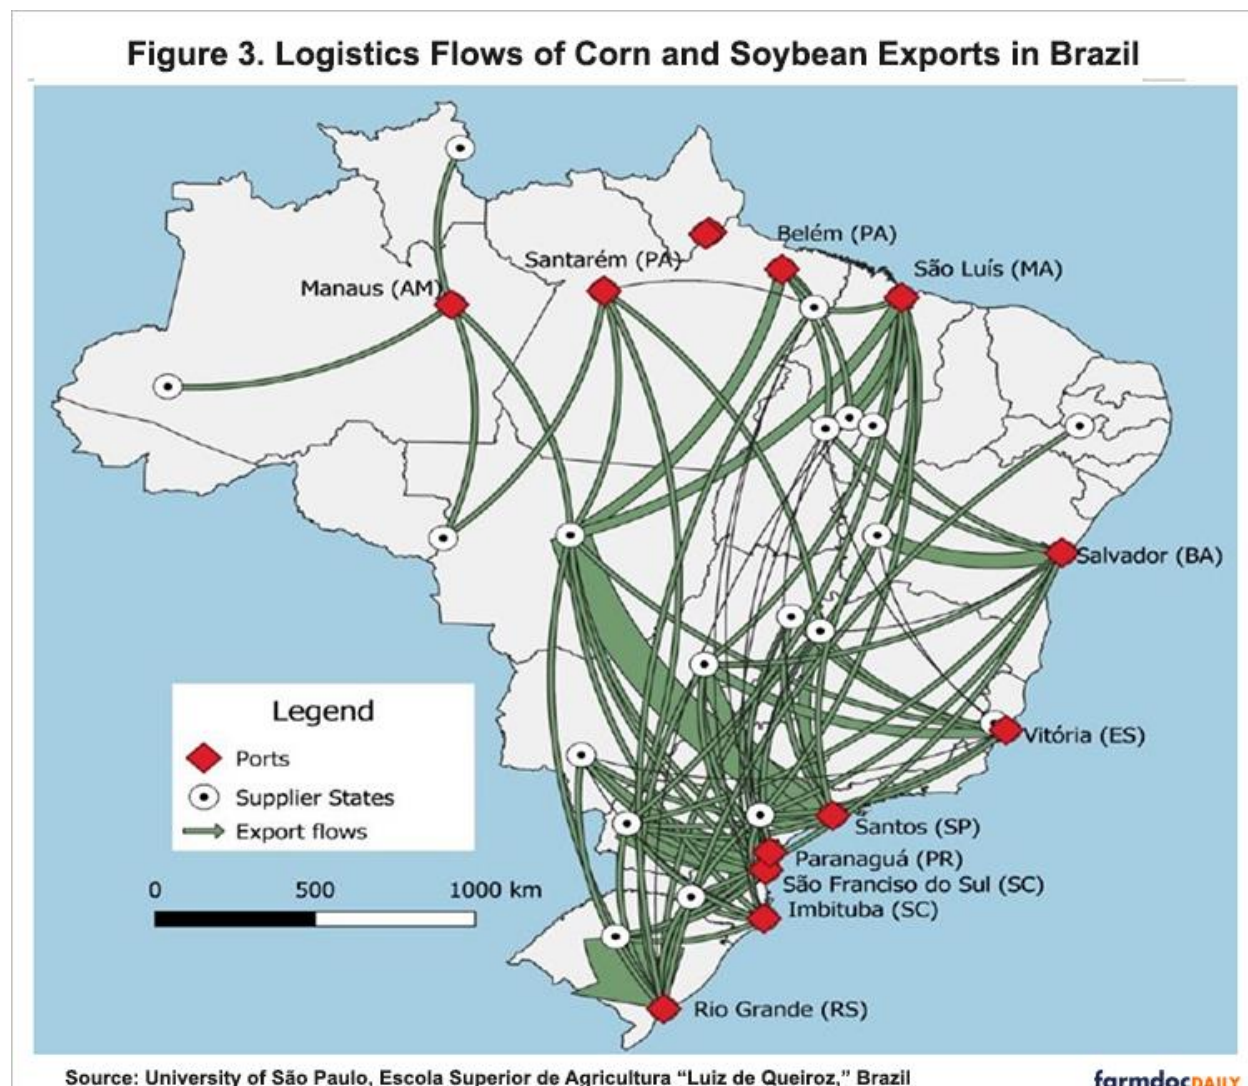 Figure 3. Logistics Flows of Corn and Soybean Exports in Brazil
Belém (PA)
Santarém (PA)
São Luís (MA)
Manaus (AM)
Salvador (BA)
Vitória (ES)
Santos (SP)
Paranaguá (PR)
São Franciso do Sul (SC)
Imbituba (SC)
Rio Grande (RS)
Legend
Ports
Supplier States
Export flows
0 500 1000 km
Source: University of São Paulo, Escola Superior de Agricultura “Luiz de Queiroz,” Brazil
farmdocDAILY